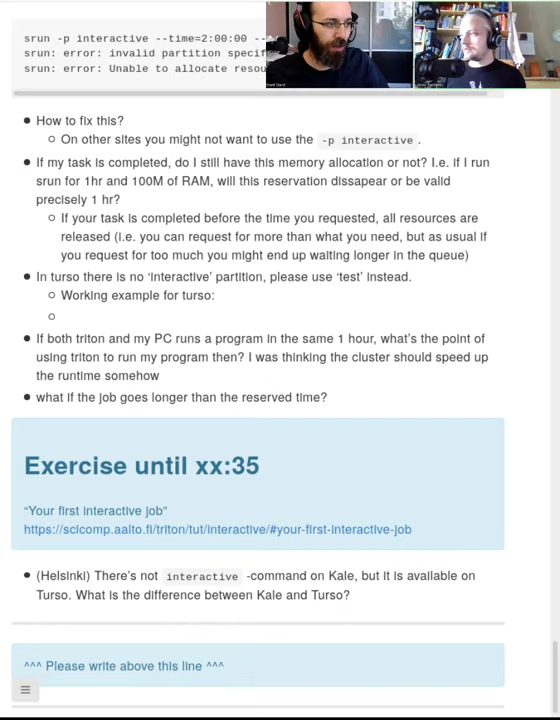 srun -p interactive --time=2:00:00 --
srun: error: invalid partition specif
srun: error: Unable to allocate resou
How to fix this?
On other sites you might not want to use the -p interactive .
If my task is completed, do I still have this memory allocation or not? I.e. if I run
srun for 1hr and 100M of RAM, will this reservation dissapear or be valid
precisely 1 hr?
If your task is completed before the time you requested, all resources are
released (i.e. you can request for more than what you need, but as usual if
you request for too much you might end up waiting longer in the queue)
In turso there is no ‘interactive’ partition, please use ‘test’ instead.
Working example for turso:
If both triton and my PC runs a program in the same 1 hour, what’s the point of
using triton to run my program then? I was thinking the cluster should speed up
the runtime somehow
what if the job goes longer than the reserved time?
Exercise until xx:35
“Your first interactive job”
https://scicomp.aalto.fi/triton/tut/interactive/#your-first-interactive-job
(Helsinki) There’s not interactive -command on Kale, but it is available on
Turso. What is the difference between Kale and Turso?
^^^ Please write above this line ^^^